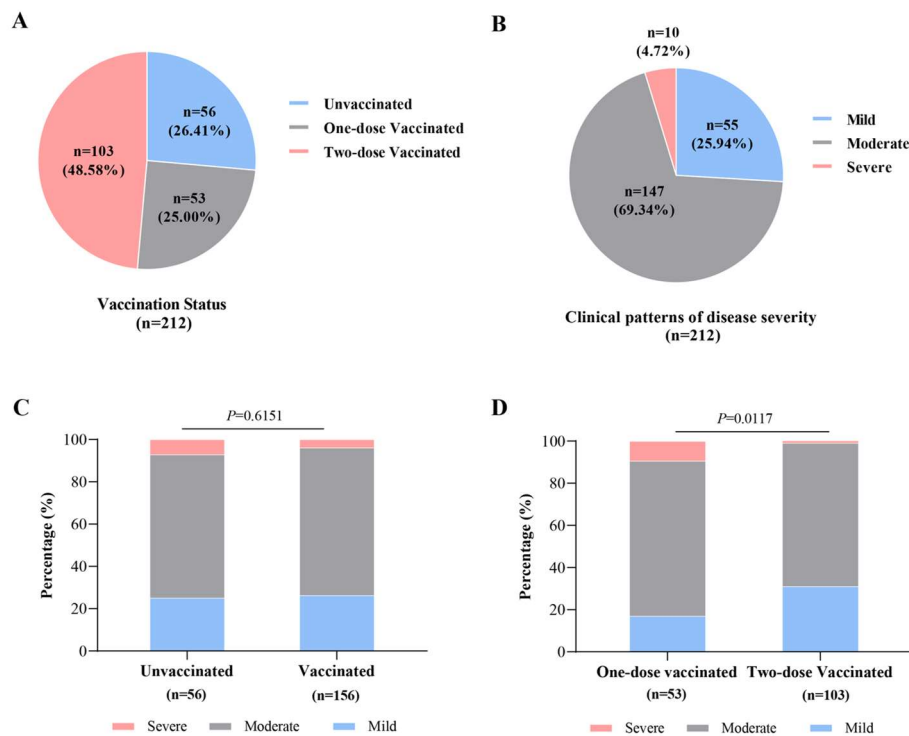 A
n=56
(26.41%)
n=103
(48.58%)
n=53
(25.00%)
Unvaccinated
One-dose Vaccinated
Two-dose Vaccinated
Vaccination Status
(n=212)
B
n=10
(4.72%)
n=55
(25.94%)
n=147
(69.34%)
Mild
Moderate
Severe
Clinical patterns of disease severity
(n=212)
C
P=0.6151
Percentage (%)
100
80
60
40
20
0
Unvaccinated
(n=56)
Vaccinated
(n=156)
Severe Moderate Mild
D
P=0.0117
Percentage (%)
100
80
60
40
20
0
One-dose vaccinated
(n=53)
Two-dose Vaccinated
(n=103)
Severe Moderate Mild